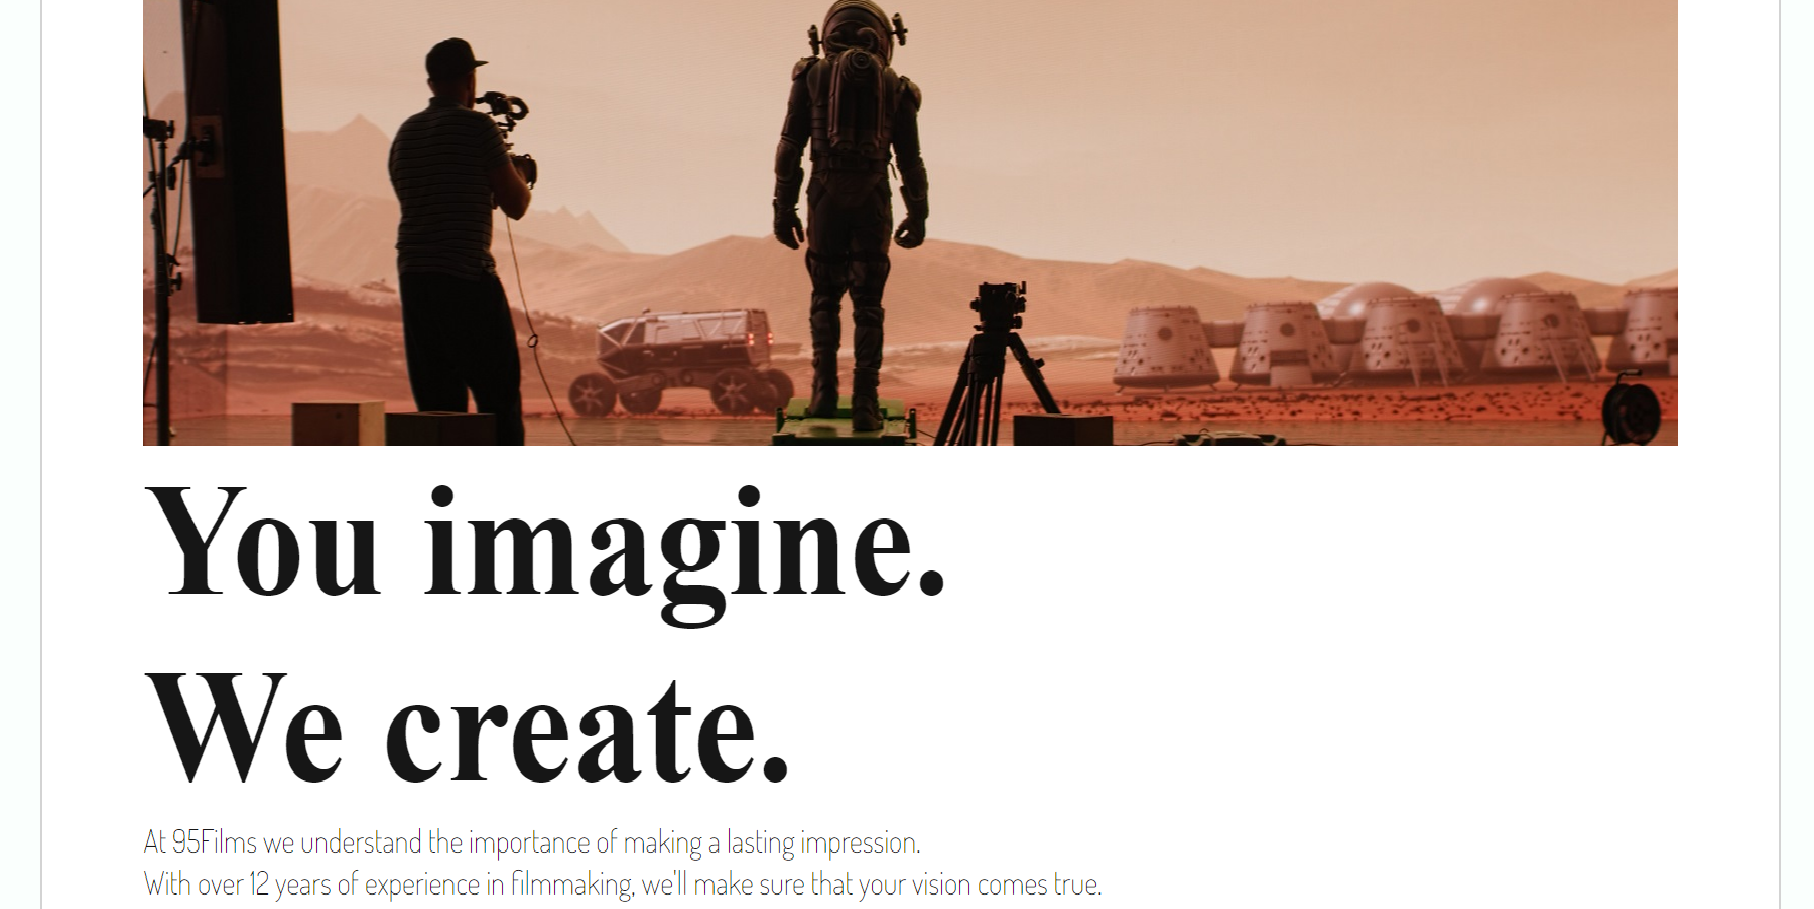 You imagine.
We create.
At 95Films we understand the importance of making a lasting impression.
With over 12 years of experience in filmmaking, we'll make sure that your vision comes true.